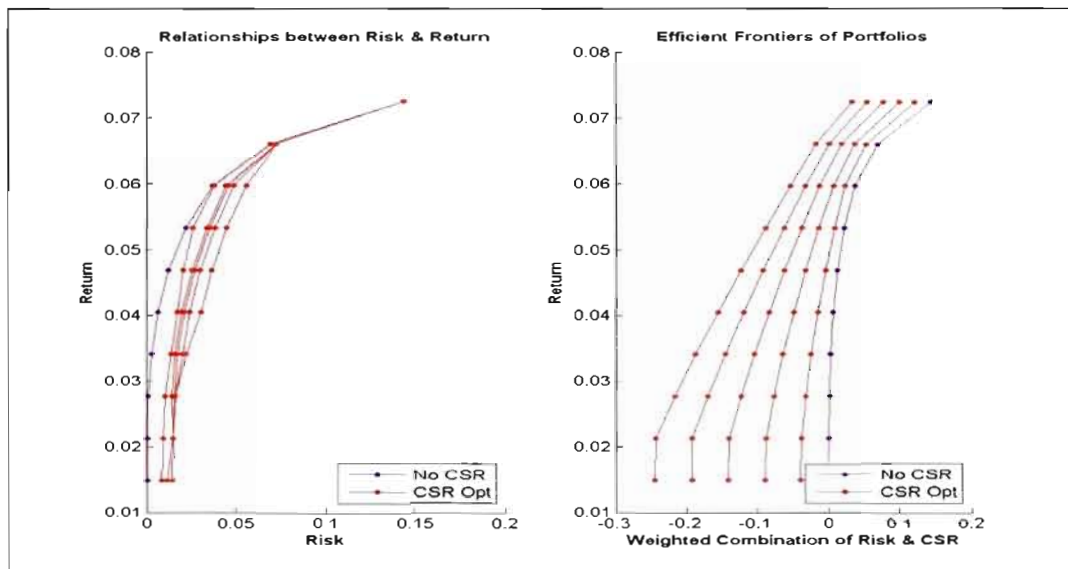 Relationships between Risk & Return
0.08
0.07
0.06
0.05
0.04
0.03
0.02
0.01
Return
0
0.05
0 1
0.15
0.2
Risk
No CSR
CSR Opt
Efficient Frontiers of Portfolios
0.08
0.07
0.06
0.05
0.04
0.03
0.02
0.01
Return
-0.3
-0.2
-0.1
0
0 1
0.2
Weighted Combination of Risk & CSR
No CSR
CSR Opt